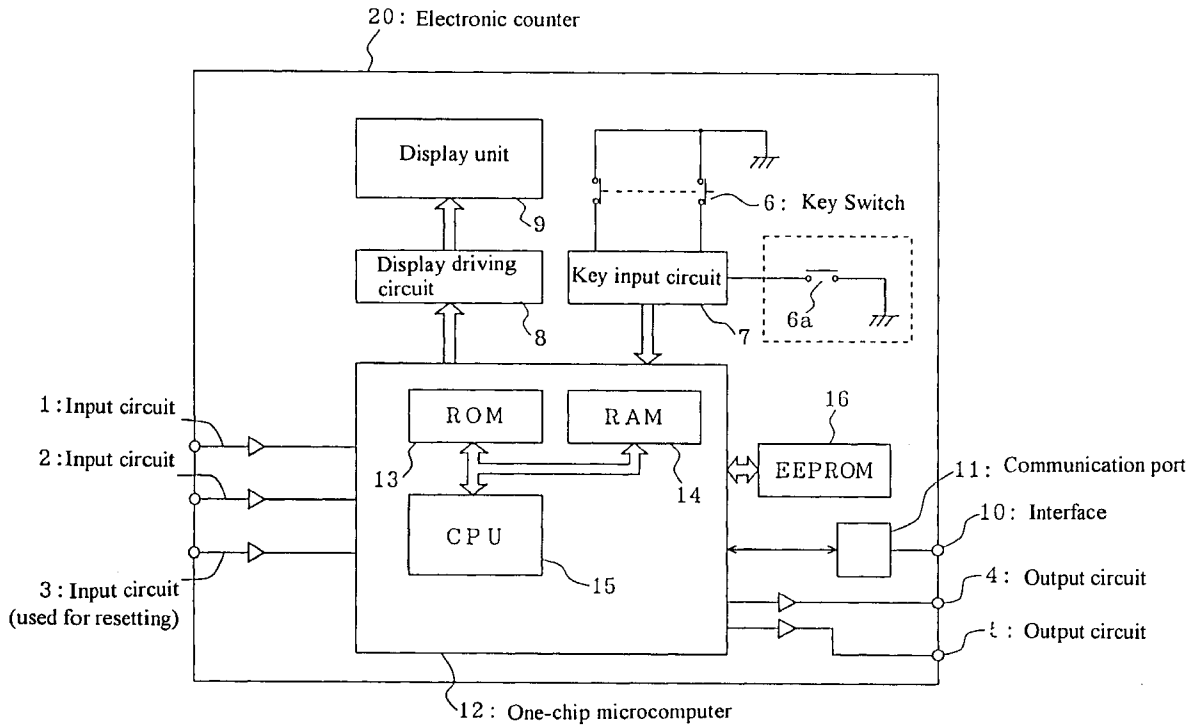 20: Electronic counter
Display unit
9
6: Key Switch
Display driving
circuit
8
Key input circuit
7
6a
1: Input circuit
2: Input circuit
3: Input circuit
(used for resetting)
ROM
13
RAM
14
CPU
15
16
EEPROM
11: Communication port
10: Interface
4: Output circuit
: Output circuit
12: One-chip microcomputer